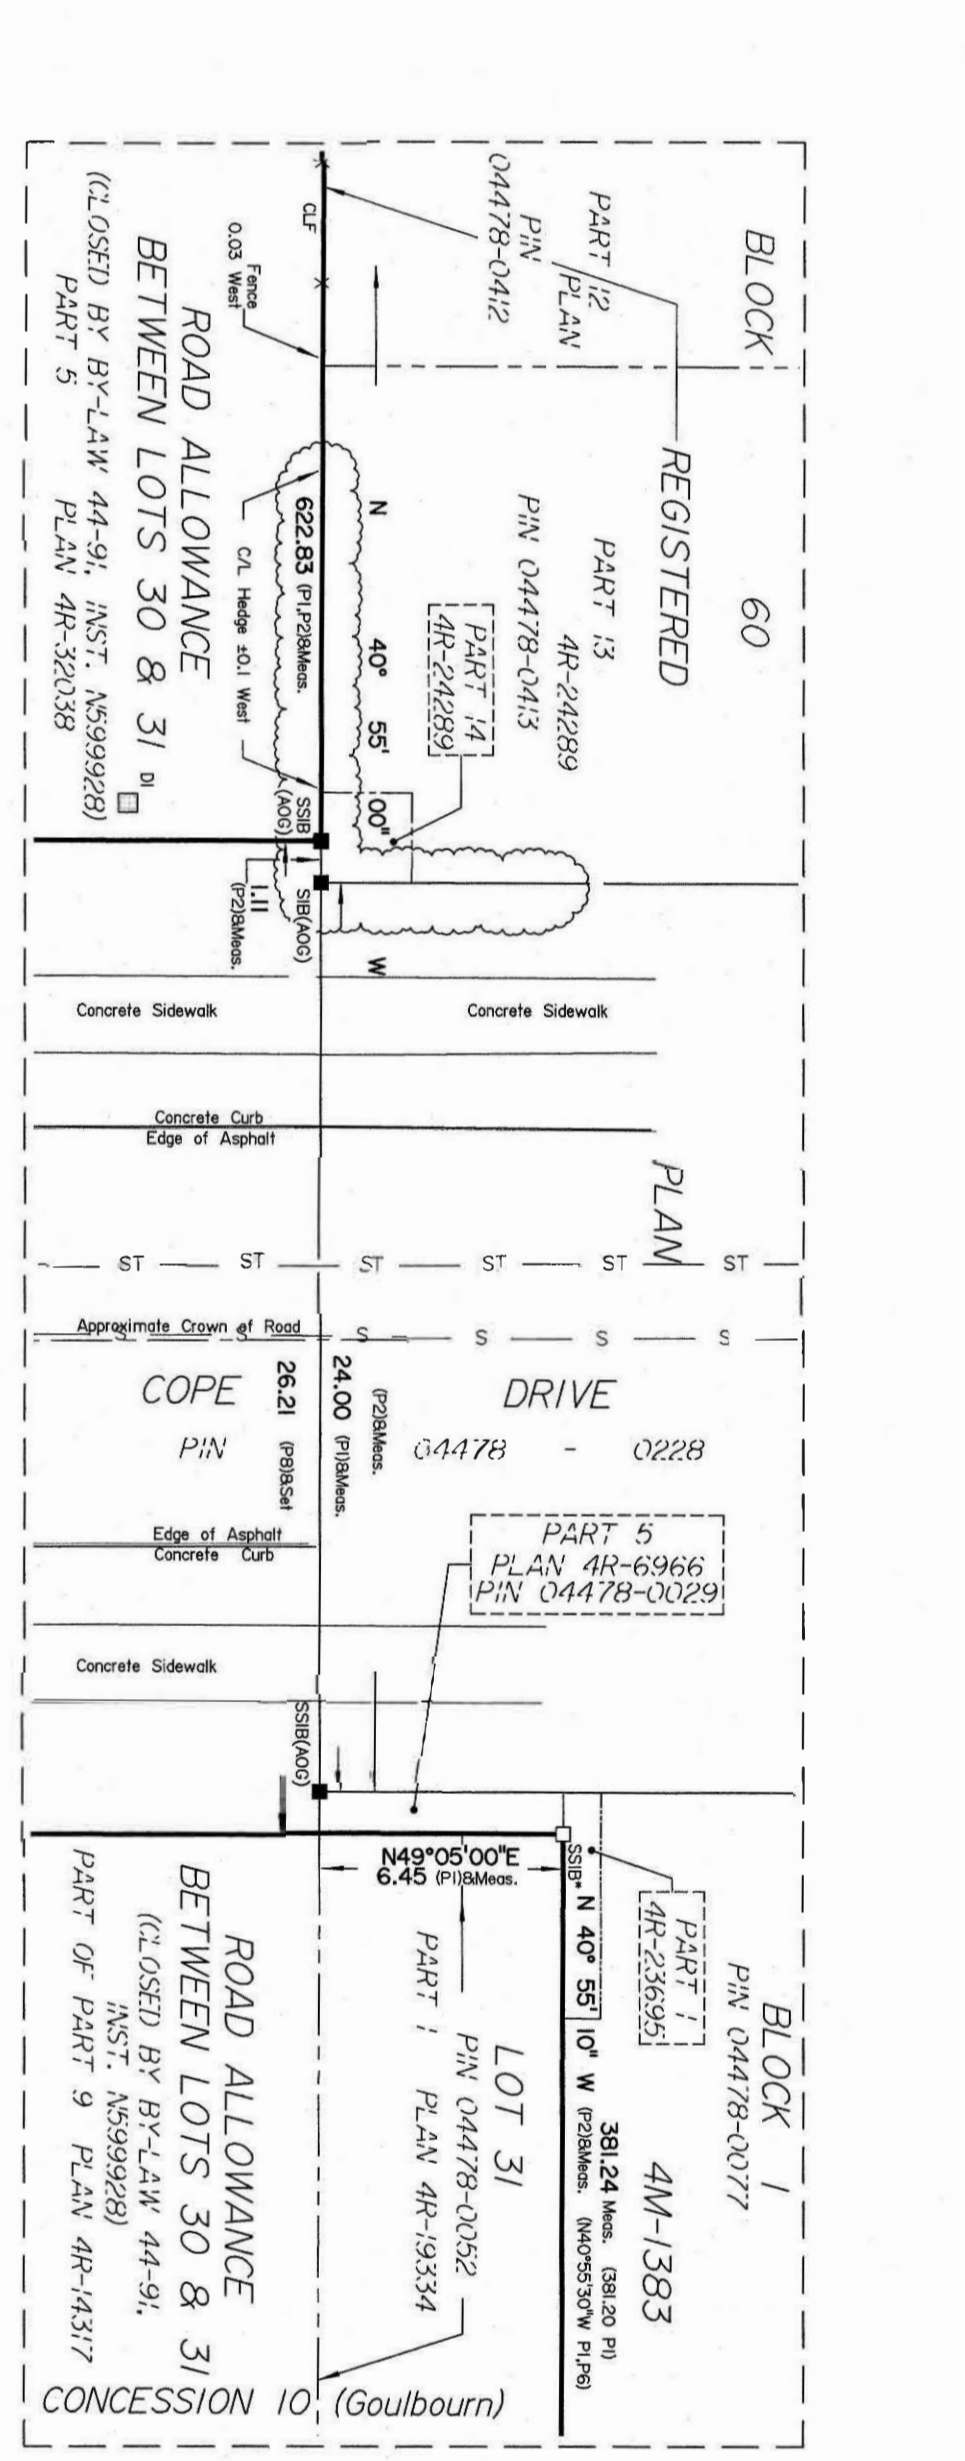 BLOCK 60
REGISTERED
PLAN
PART 12
PLAN
PIN
04478-0412
PART 13
4R-24289
PIN 04478-0413
PART 14
4R-24289
N 40° 55' 00" W
CLF
Fence
0.03 West
622.83 (P1,P2)&Meas.
C/L Hedge ±0.1 West
ROAD ALLOWANCE
BETWEEN LOTS 30 & 31
(CLOSED BY BY-LAW 44-91, INST. N599928)
PART 5 PLAN 4R-32038
DI
SSIB
(AOG)
SIB(AOG)
1.11
(P2)&Meas.
Concrete Sidewalk
Concrete Sidewalk
Concrete Curb
Edge of Asphalt
ST ST ST ST ST ST
Approximate Crown of Road
S S S S S S
COPE DRIVE
PIN 04478 - 0228
(P2)&Meas.
24.00 (P1)&Meas.
26.21 (P8)&Set
PART 5
PLAN 4R-6966
PIN 04478-0029
Edge of Asphalt
Concrete Curb
Concrete Sidewalk
SSIB(AOG)
N49°05'00"E
6.45 (P1)&Meas.
SSIB*
N 40° 55' 10" W (P2)&Meas. (N40°55'30"W P1,P6)
381.24 Meas. (381.20 P1)
PART 1
4R-23695
BLOCK 1
PIN 04478-0077
4M-1383
LOT 31
PIN 04478-0052
PART 1 PLAN 4R-19334
ROAD ALLOWANCE
BETWEEN LOTS 30 & 31
(CLOSED BY BY-LAW 44-91,
INST. N599928)
PART OF PART 9 PLAN 4R-14317
CONCESSION 10 (Goulbourn)